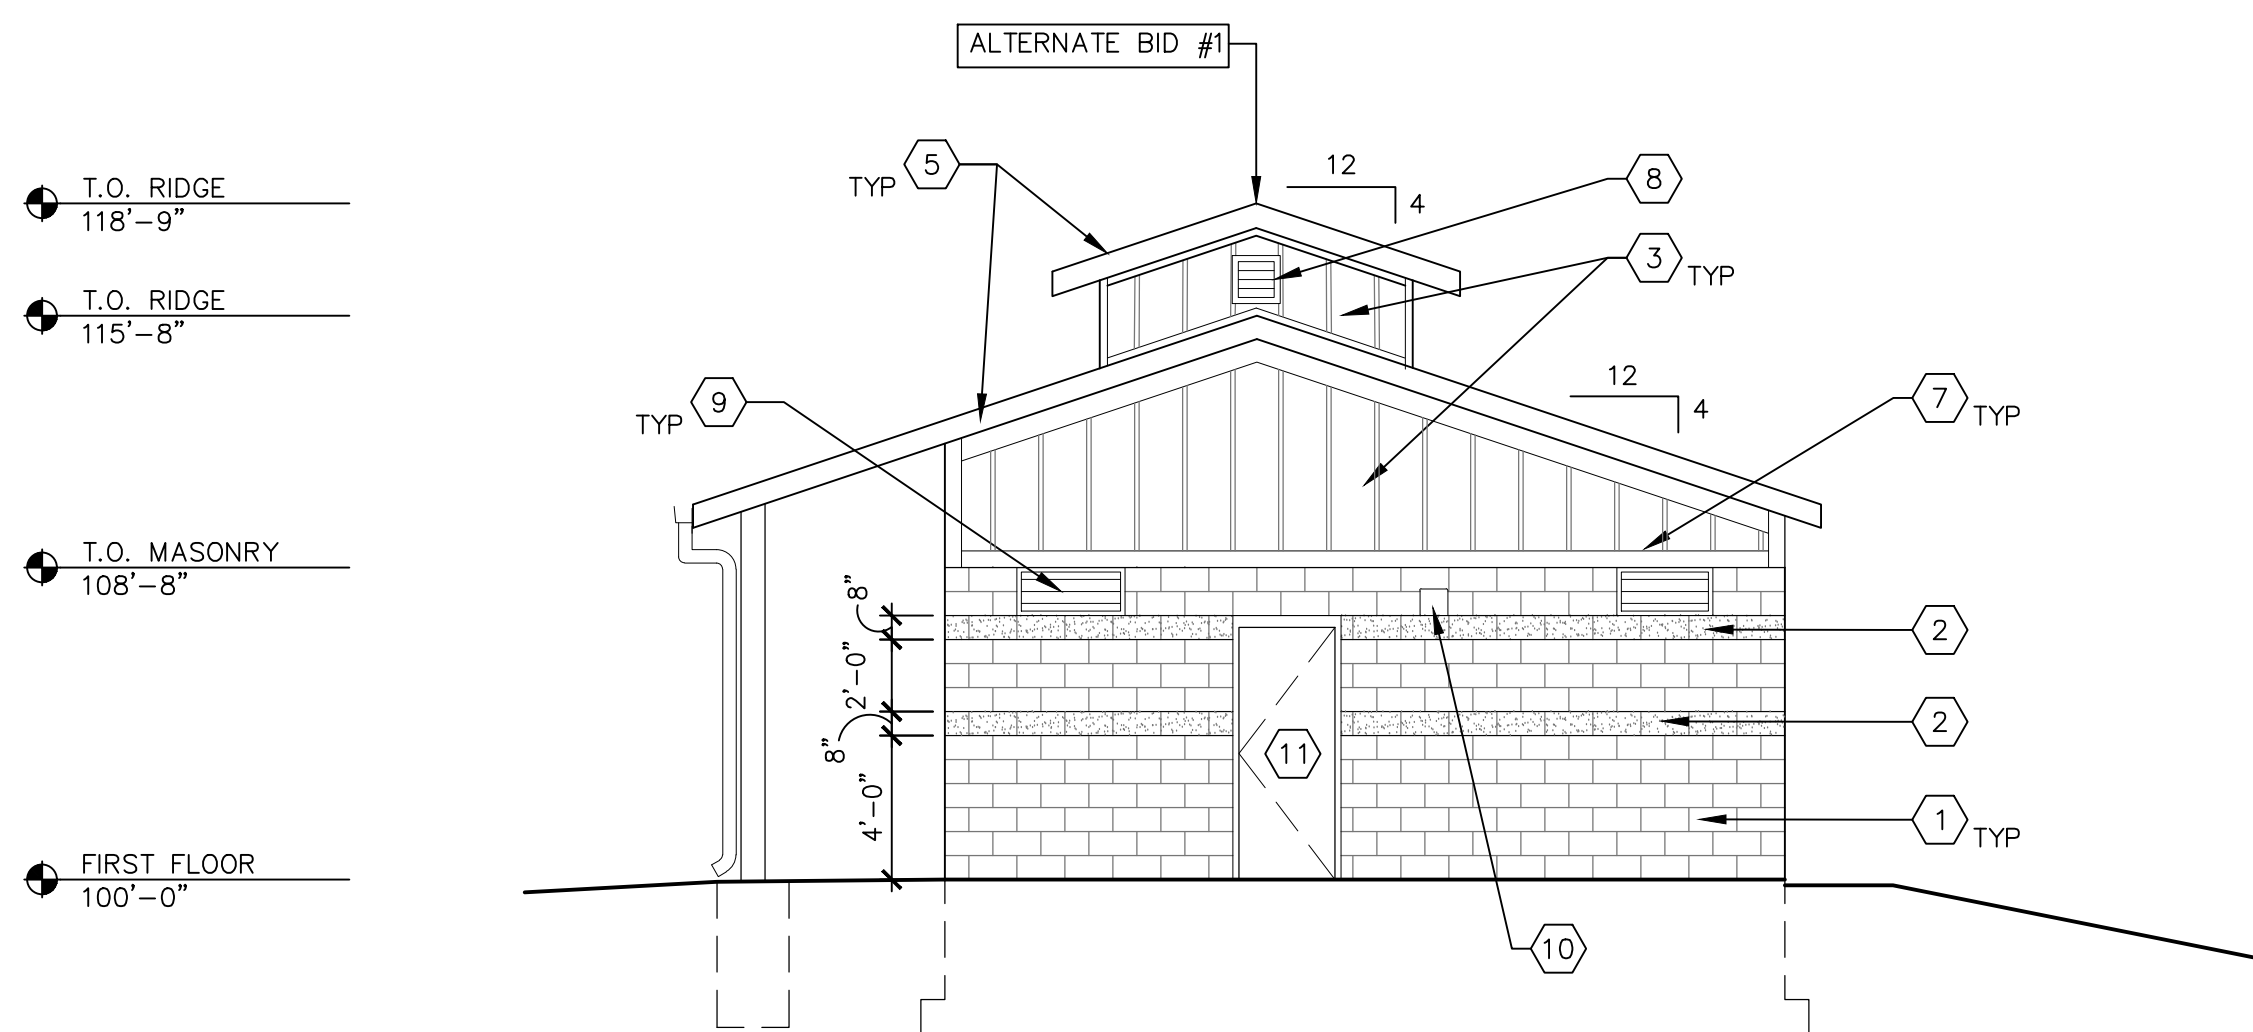 ALTERNATE BID #1
5
TYP
12
4
8
T.O. RIDGE
118'-9"
3
TYP
T.O. RIDGE
115'-8"
9
TYP
12
4
7
TYP
T.O. MASONRY
108'-8"
8"
2'-0"
8"
4'-0"
2
2
11
1
TYP
FIRST FLOOR
100'-0"
10